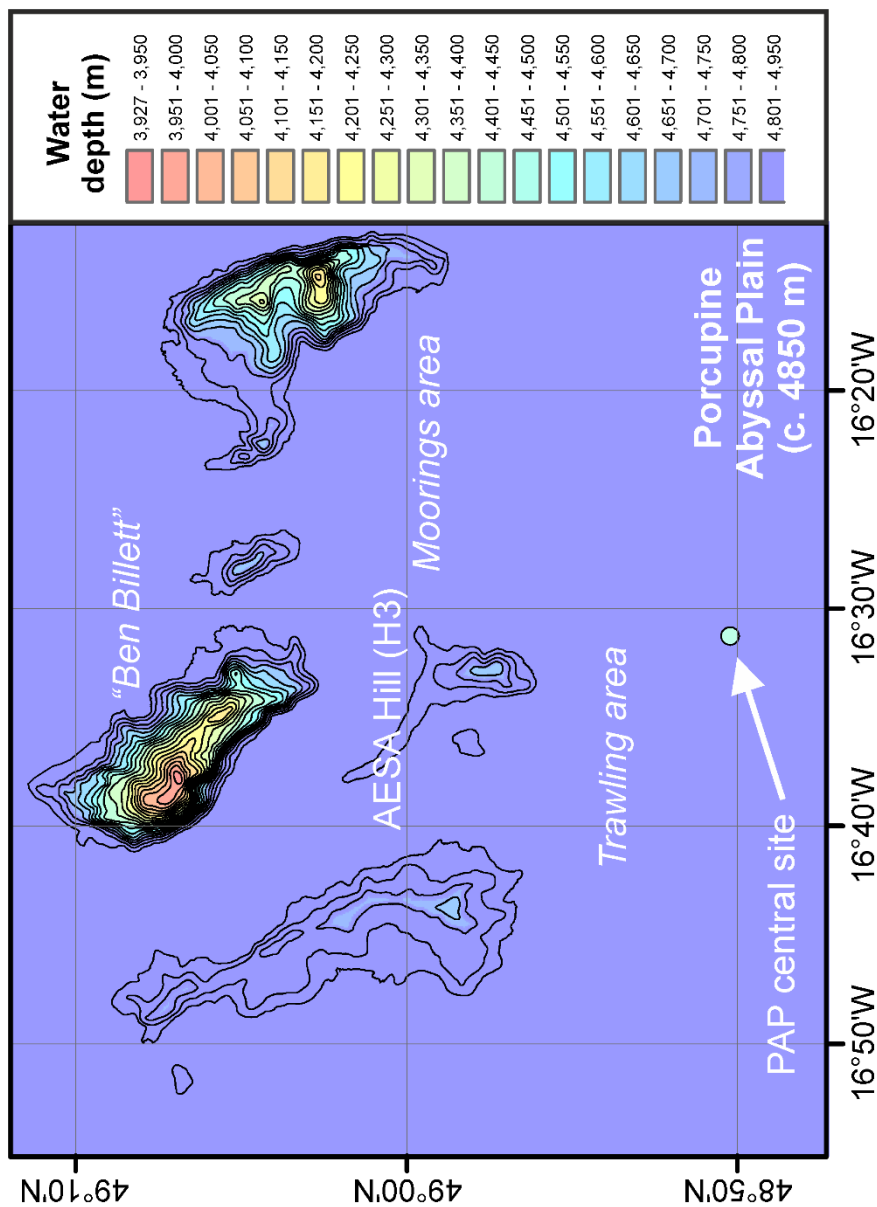 Water
depth (m)
3,927 - 3,950
3,951 - 4,000
4,001 - 4,050
4,051 - 4,100
4,101 - 4,150
4,151 - 4,200
4,201 - 4,250
4,251 - 4,300
4,301 - 4,350
4,351 - 4,400
4,401 - 4,450
4,451 - 4,500
4,501 - 4,550
4,551 - 4,600
4,601 - 4,650
4,651 - 4,700
4,701 - 4,750
4,751 - 4,800
4,801 - 4,950
“Ben Billett”
Moorings area
AESA Hill (H3)
Trawling area
Porcupine
Abyssal Plain
(c. 4850 m)
PAP central site
49°10'N
49°00'N
48°50'N
16°50'W
16°40'W
16°30'W
16°20'W